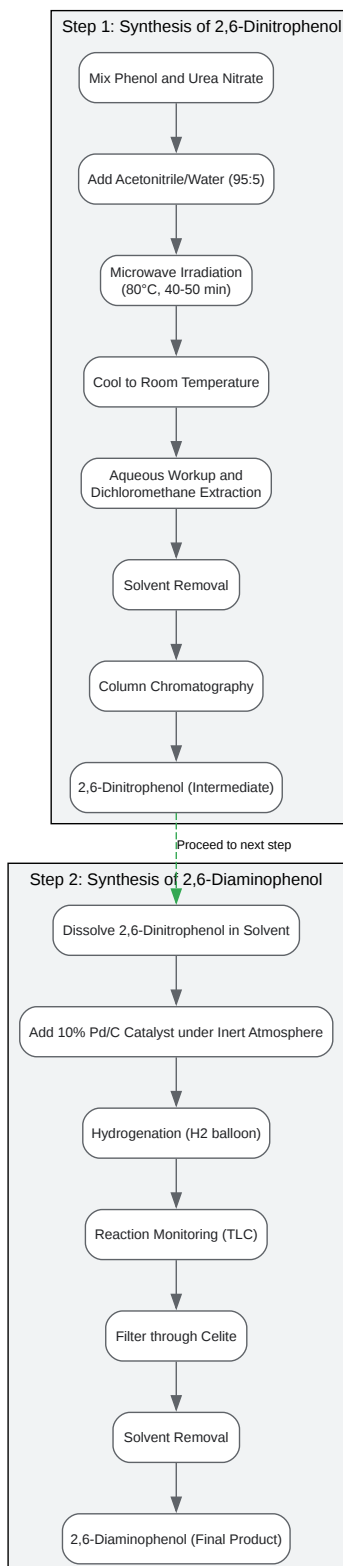 Step 1: Synthesis of 2,6-Dinitrophenol
Mix Phenol and Urea Nitrate
Add Acetonitrile/Water (95:5)
Microwave Irradiation
(80°C, 40-50 min)
Cool to Room Temperature
Aqueous Workup and
Dichloromethane Extraction
Solvent Removal
Column Chromatography
2,6-Dinitrophenol (Intermediate)
Proceed to next step
Step 2: Synthesis of 2,6-Diaminophenol
Dissolve 2,6-Dinitrophenol in Solvent
Add 10% Pd/C Catalyst under Inert Atmosphere
Hydrogenation (H2 balloon)
Reaction Monitoring (TLC)
Filter through Celite
Solvent Removal
2,6-Diaminophenol (Final Product)